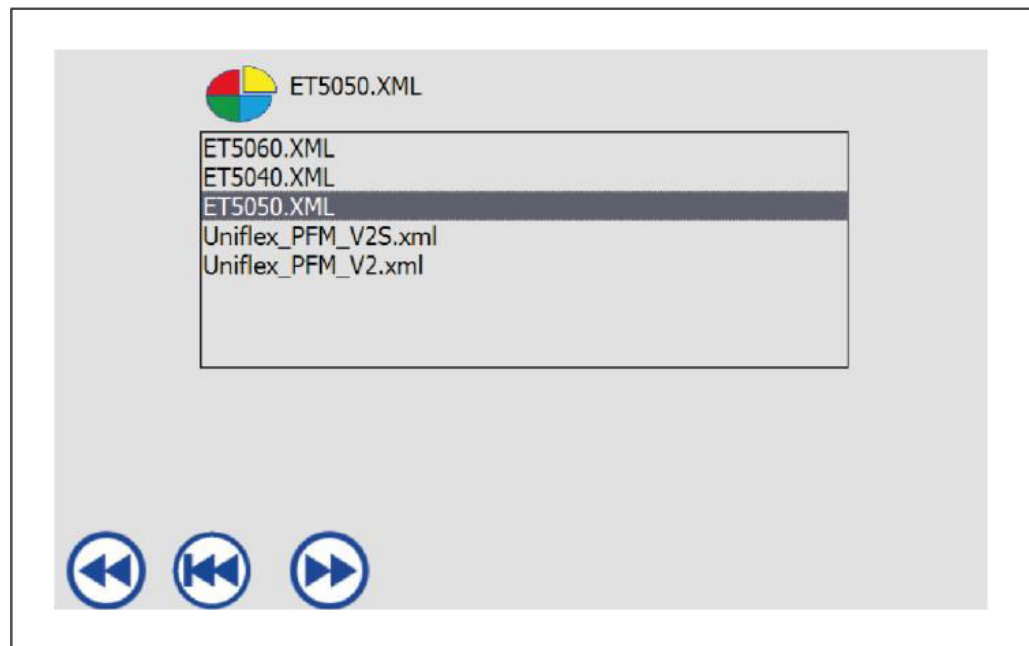 ET5050.XML
ET5060.XML
ET5040.XML
ET5050.XML
Uniflex_PFM_V2S.xml
Uniflex_PFM_V2.xml